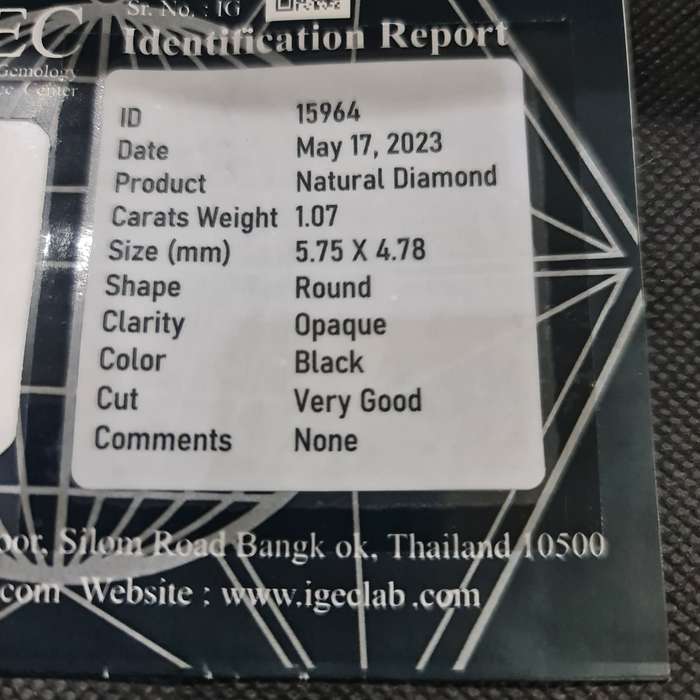 Sr. No. : IG
EC
Identification Report
Gemology
ce Center
ID 15964
Date May 17, 2023
Product Natural Diamond
Carats Weight 1.07
Size (mm) 5.75 X 4.78
Shape Round
Clarity Opaque
Color Black
Cut Very Good
Comments None
oor, Silom Road Bangk ok, Thailand 10500
com Website : www.igeclab .com